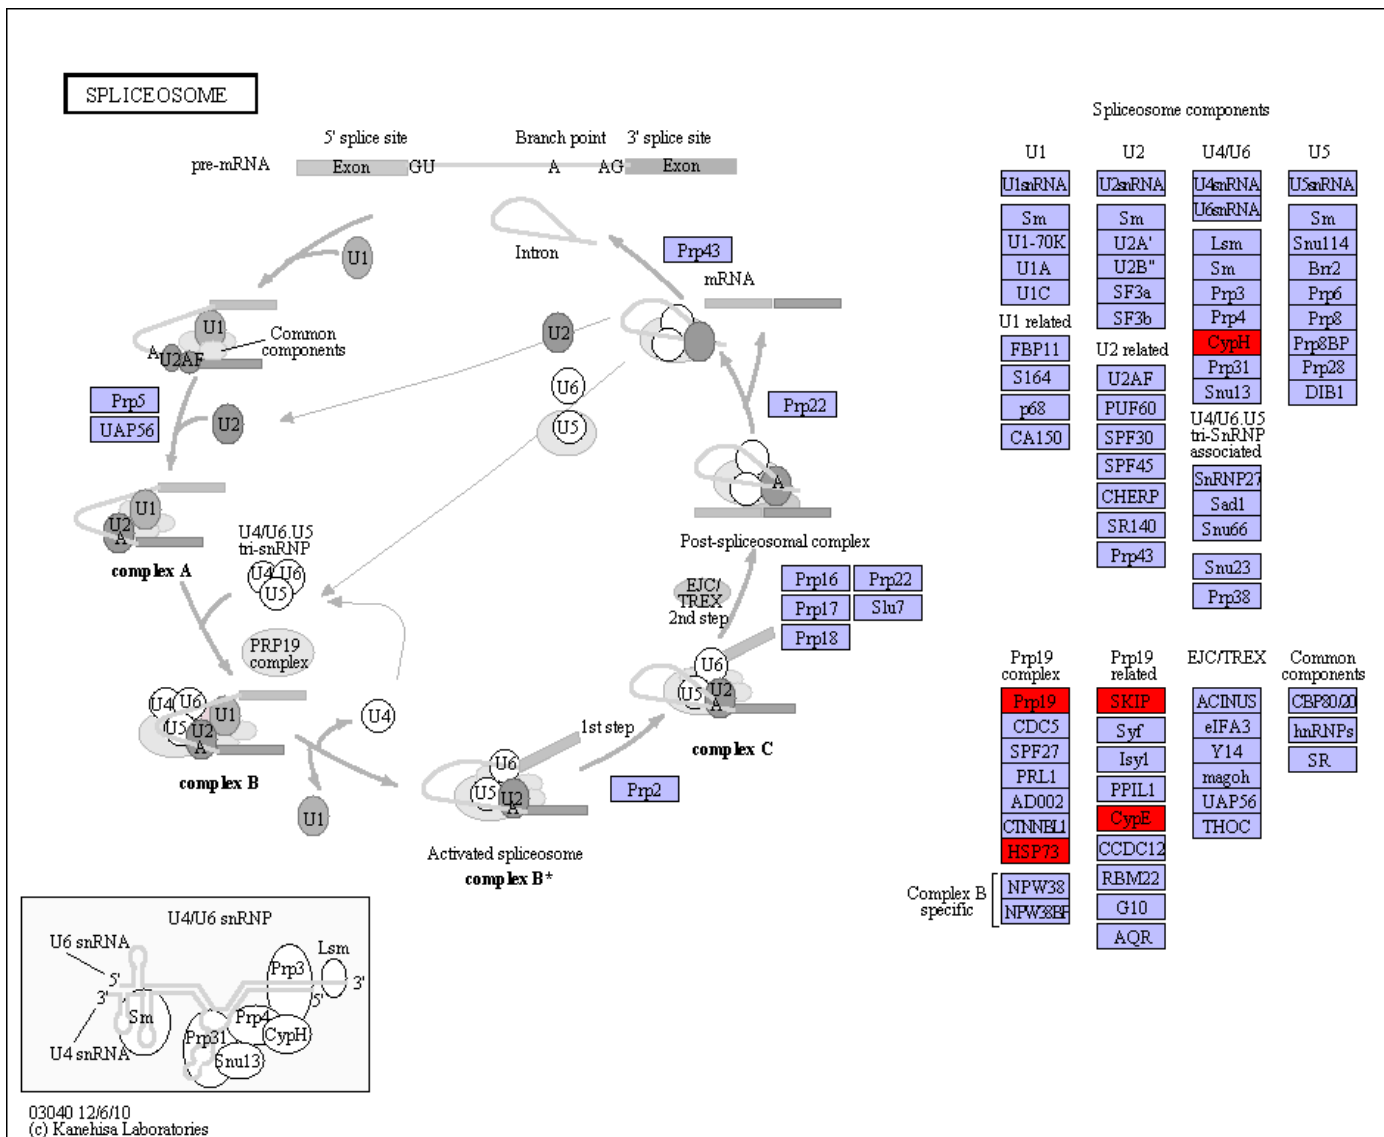 SPLICEOSOME
5' splice site
Branch point
3' splice site
pre-mRNA
Exon
GU
A
AG
Exon
U1
Intron
Prp43
mRNA
U1
Common
components
A
U2AF
U2
U6
U5
Prp5
UAP56
U2
Prp22
U1
U2
A
complex A
U4/U6.U5
tri-snRNP
U4
U6
U5
A
Post-spliceosomal complex
EJC/
TREX
2nd step
Prp16
Prp22
Prp17
Slu7
Prp18
PRP19
complex
U4
U6
U5
U1
U2
A
complex B
U4
U1
U6
U5
U2
A
complex C
1st step
U6
U5
U2
A
Prp2
Activated spliceosome
complex B*
U4/U6 snRNP
U6 snRNA
5'
3'
Sm
U4 snRNA
Prp3
Lsm
3'
5'
Prp4
Prp31
CypH
Snu13
03040 12/6/10
(c) Kanehisa Laboratories
Spliceosome components
U1
U1snRNA
Sm
U1-70K
U1A
U1C
U1 related
FBP11
S164
p68
CA150
U2
U2snRNA
Sm
U2A'
U2B"
SF3a
SF3b
U2 related
U2AF
PUF60
SPF30
SPF45
CHERP
SR140
Prp43
U4/U6
U4snRNA
U6snRNA
Lsm
Sm
Prp3
Prp4
CypH
Prp31
Snu13
U4/U6.U5
tri-SnRNP
associated
SnRNP27
Sad1
Snu66
Snu23
Prp38
U5
U5snRNA
Sm
Snu114
Brr2
Prp6
Prp8
Prp8BP
Prp28
DIB1
Prp19
complex
Prp19
CDC5
SPF27
PRL1
AD002
CTNNBL1
HSP73
Complex B
specific
NPW38
NPW38BP
Prp19
related
SKIP
Syf
Isy1
PPIL1
CypE
CCDC12
RBM22
G10
AQR
EJC/TREX
ACINUS
eIFA3
Y14
magoh
UAP56
THOC
Common
components
CBP80/20
hnRNPs
SR